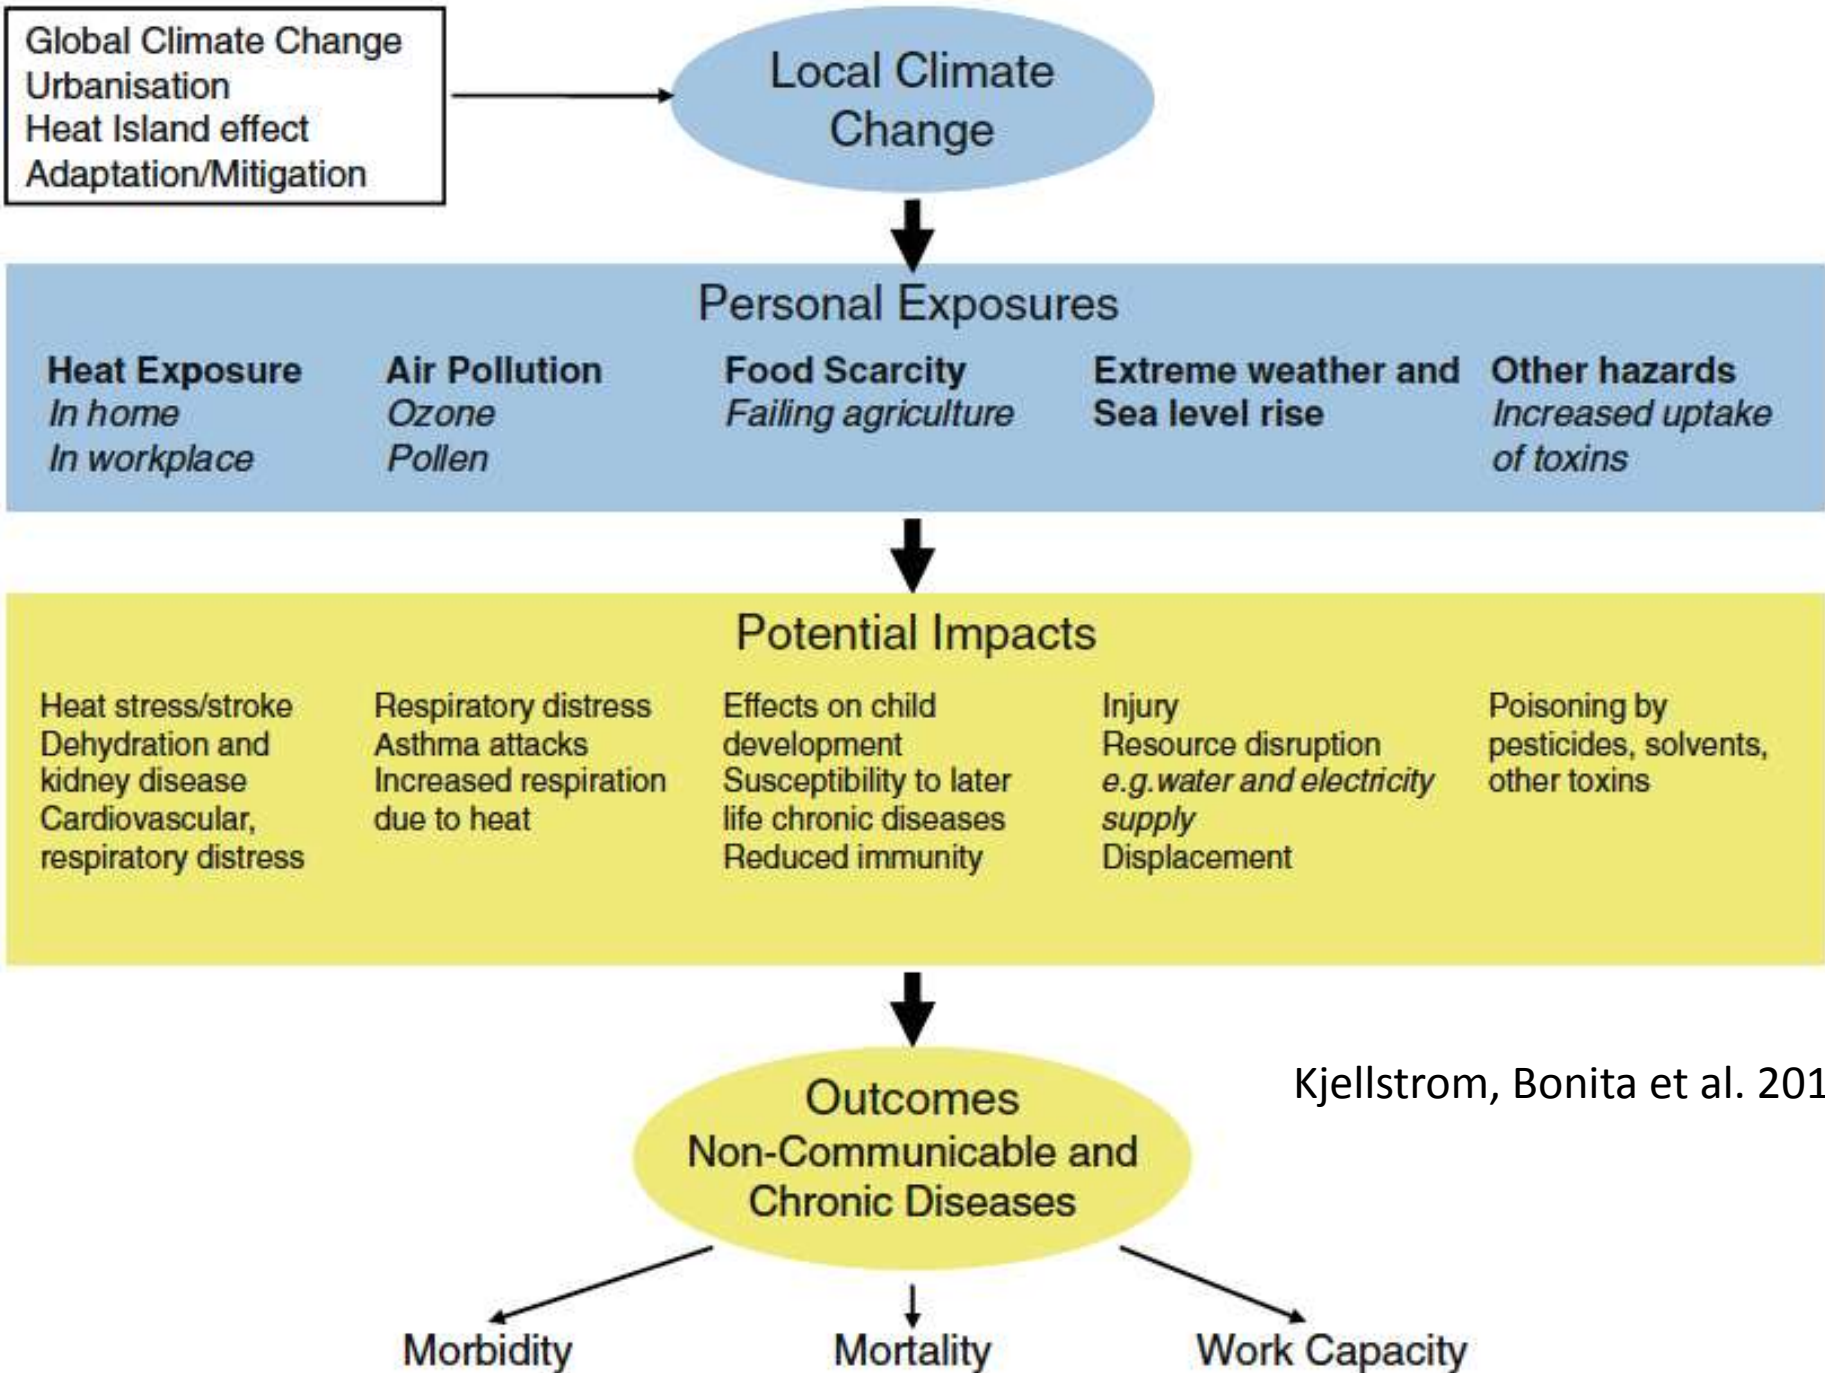 Global Climate Change
Urbanisation
Heat Island effect
Adaptation/Mitigation
Local Climate
Change
Personal Exposures
Heat Exposure
In home
In workplace
Air Pollution
Ozone
Pollen
Food Scarcity
Failing agriculture
Extreme weather and
Sea level rise
Other hazards
Increased uptake
of toxins
Potential Impacts
Heat stress/stroke
Dehydration and
kidney disease
Cardiovascular,
respiratory distress
Respiratory distress
Asthma attacks
Increased respiration
due to heat
Effects on child
development
Susceptibility to later
life chronic diseases
Reduced immunity
Injury
Resource disruption
e.g.water and electricity
supply
Displacement
Poisoning by
pesticides, solvents,
other toxins
Outcomes
Non-Communicable and
Chronic Diseases
Kjellstrom, Bonita et al. 201
Morbidity
Mortality
Work Capacity